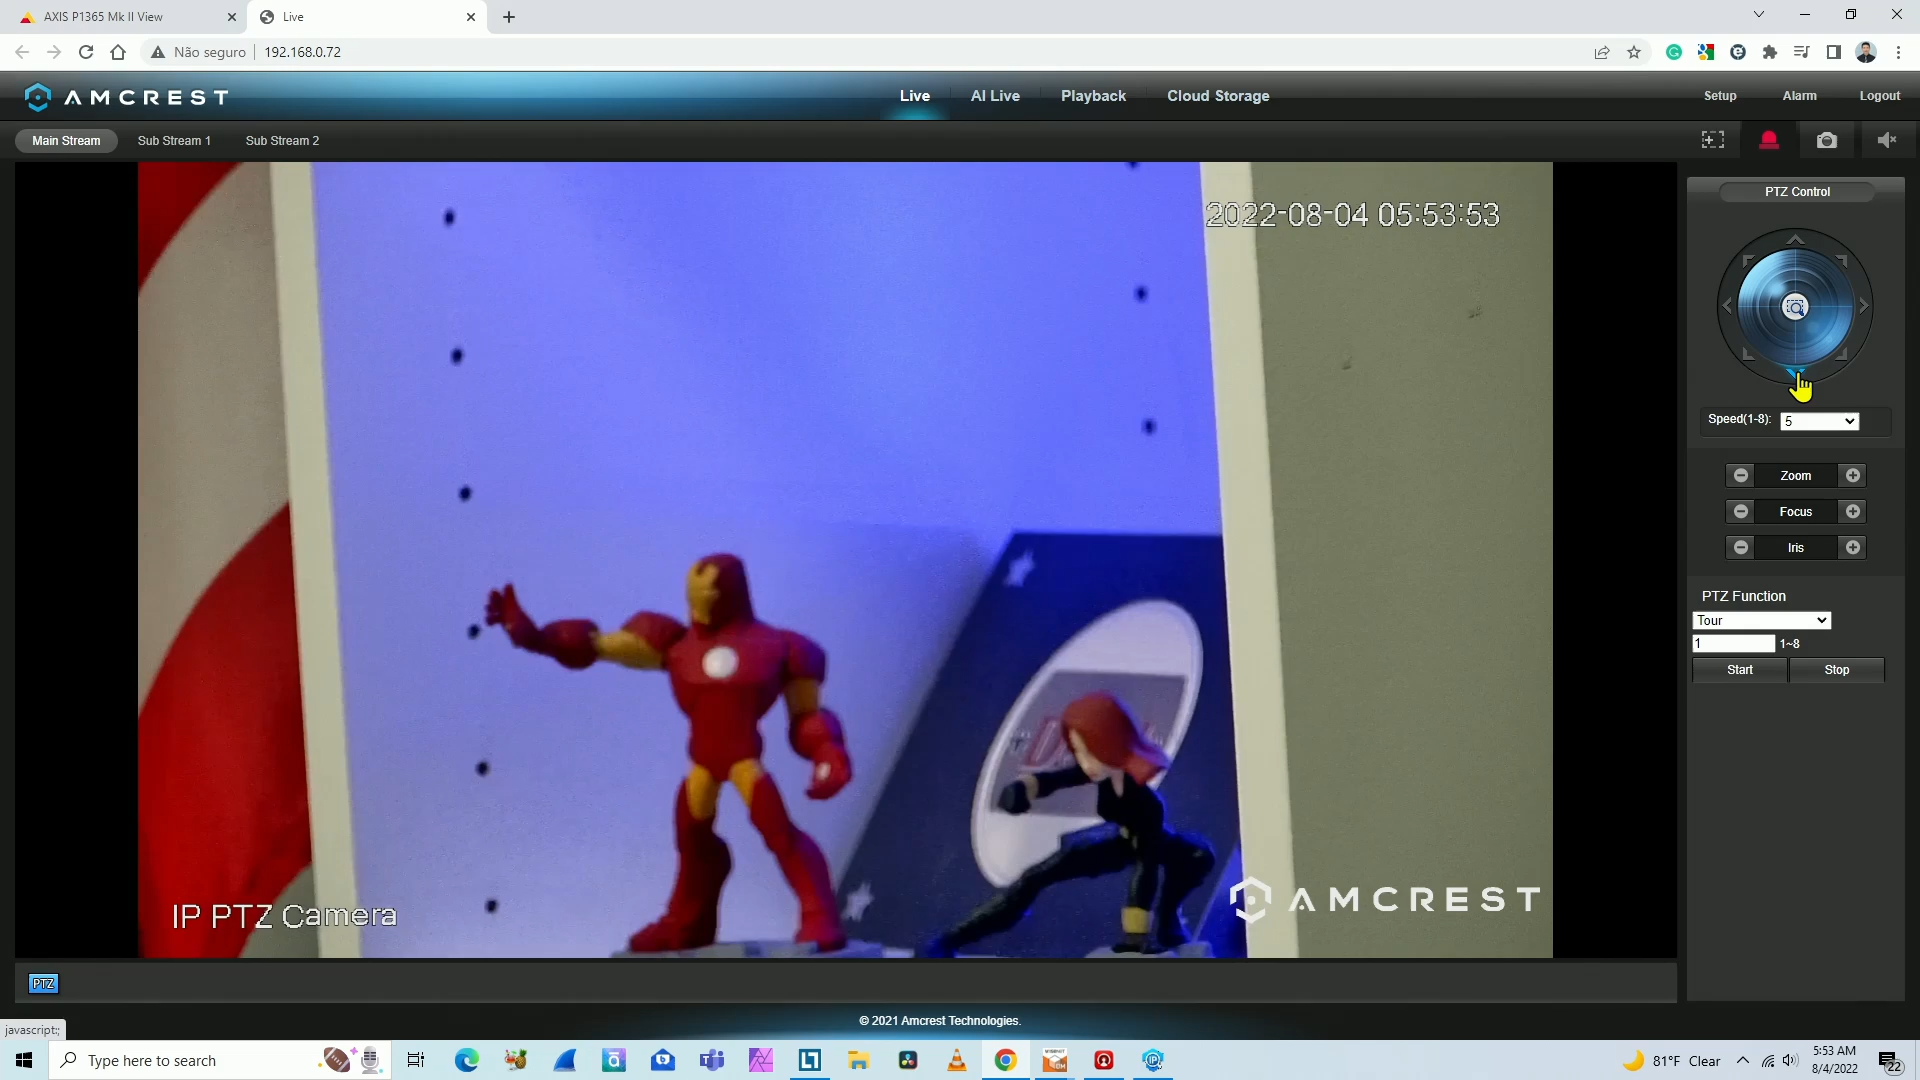 AXIS P1365 Mk II View
Live
Não seguro
192.168.0.72
AMCREST
Live
AI Live
Playback
Cloud Storage
Setup
Alarm
Logout
Main Stream
Sub Stream 1
Sub Stream 2
2022-08-04 05:53:53
PTZ Control
Speed(1-8):
5
Zoom
Focus
Iris
PTZ Function
Tour
1
1~8
Start
Stop
IP PTZ Camera
AMCREST
PTZ
© 2021 Amcrest Technologies.
javascript:;
Type here to search
81°F Clear
5:53 AM
8/4/2022
22